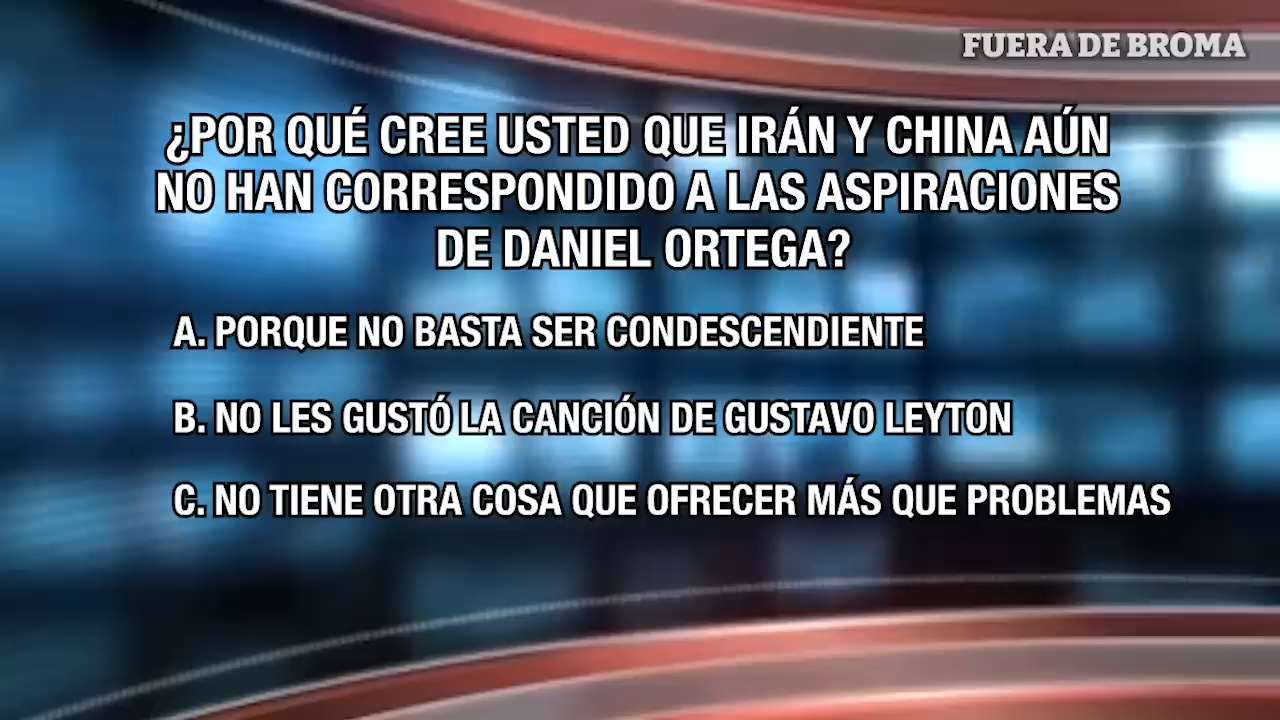 FUERA DE BROMA
¿POR QUÉ CREE USTED QUE IRÁN Y CHINA AÚN
NO HAN CORRESPONDIDO A LAS ASPIRACIONES
DE DANIEL ORTEGA?
A. PORQUE NO BASTA SER CONDESCENDIENTE
B. NO LES GUSTÓ LA CANCIÓN DE GUSTAVO LEYTON
C. NO TIENE OTRA COSA QUE OFRECER MÁS QUE PROBLEMAS